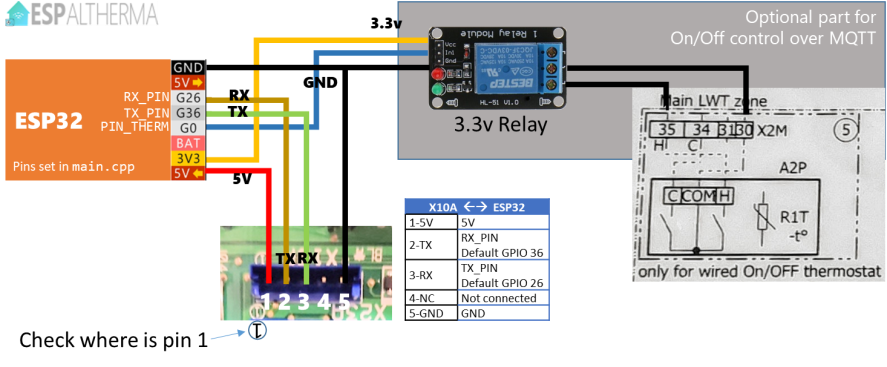 ESPALTHERMA
3.3v
Optional part for
On/Off control over MQTT
1 Relay Module
Vcc
In1
Gnd
BESTEP
HL-51 V1.0
3.3v Relay
ESP32
Pins set in main.cpp
GND
5V
RX_PIN G26
TX_PIN G36
PIN_THERM G0
BAT
3V3
5V
RX
TX
GND
5V
Main LWT zone
35 34 31 30 X2M
H C
5
A2P
C COM H
R1T
-t°
only for wired On/OFF thermostat
X10A <-> ESP32
1-5V 5V
2-TX RX_PIN
Default GPIO 36
3-RX TX_PIN
Default GPIO 26
4-NC Not connected
5-GND GND
TX RX
1 2 3 4 5
1
Check where is pin 1